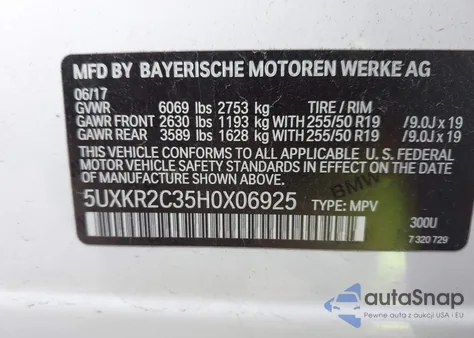 MFD BY BAYERISCHE MOTOREN WERKE AG
06/17
GVWR 6069 lbs 2753 kg TIRE / RIM
GAWR FRONT 2630 lbs 1193 kg WITH 255/50 R19 /9.0J x 19
GAWR REAR 3589 lbs 1628 kg WITH 255/50 R19 /9.0J x 19
THIS VEHICLE CONFORMS TO ALL APPLICABLE U.S. FEDERAL
MOTOR VEHICLE SAFETY STANDARDS IN EFFECT ON THE
DATE OF MANUFACTURE SHOWN ABOVE.
BMW
5UXKR2C35H0X06925 TYPE: MPV
300U
7 320 729
autoSnap
Pewne auta z aukcji USA - EU